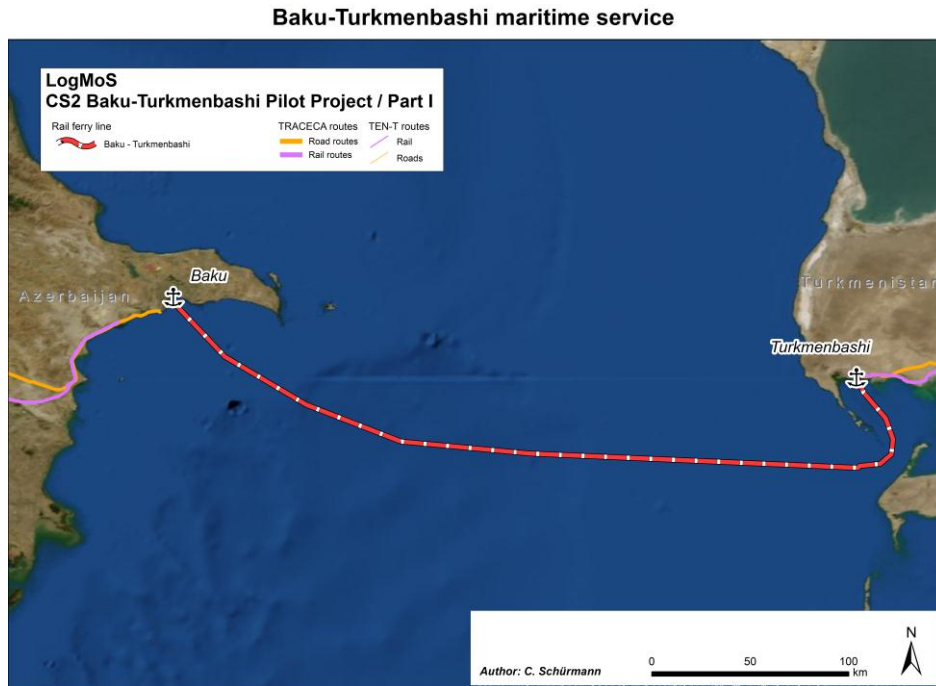 Baku-Turkmenbashi maritime service
LogMoS
CS2 Baku-Turkmenbashi Pilot Project / Part I
Rail ferry line
Baku - Turkmenbashi
TRACECA routes
Road routes
Rail routes
TEN-T routes
Rail
Roads
Baku
Azerbaijan
Turkmenistan
Turkmenbashi
Author: C. Schürmann
0 50 100
km
N